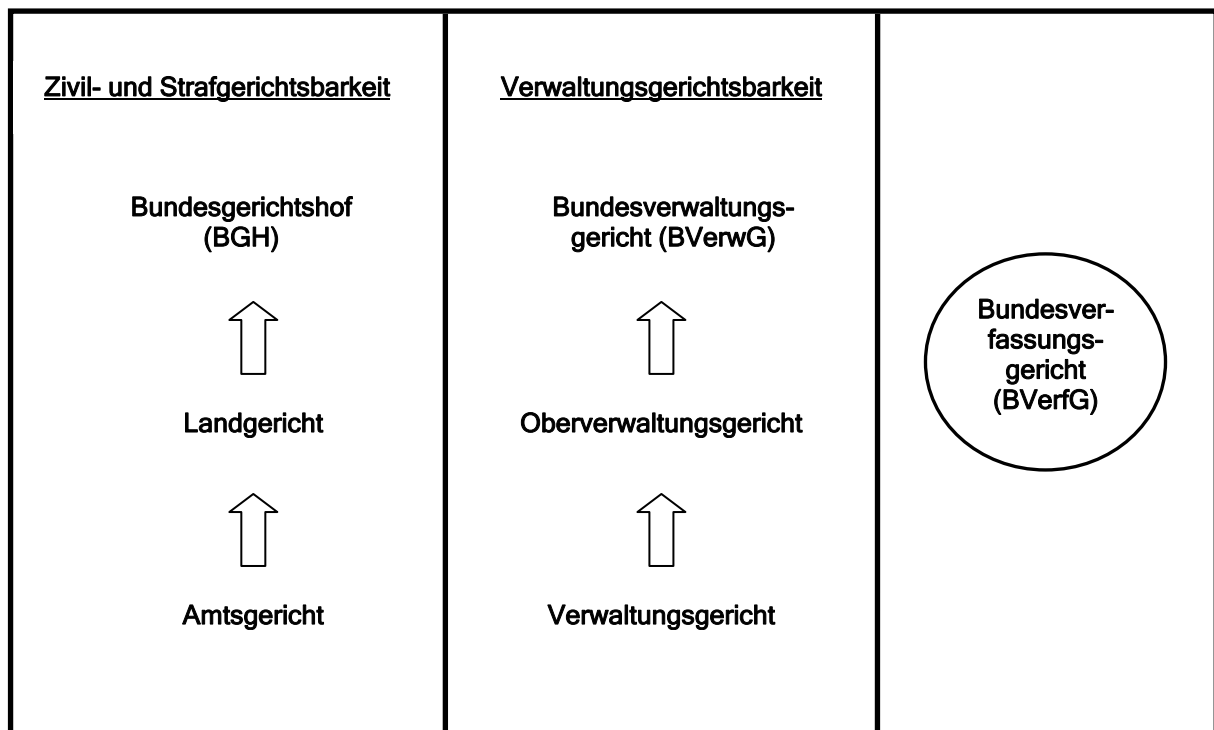 Zivil- und Strafgerichtsbarkeit
Bundesgerichtshof
(BGH)
Landgericht
Amtsgericht
Verwaltungsgerichtsbarkeit
Bundesverwaltungs-
gericht (BVerwG)
Oberverwaltungsgericht
Verwaltungsgericht
Bundesver-
fassungs-
gericht
(BVerfG)